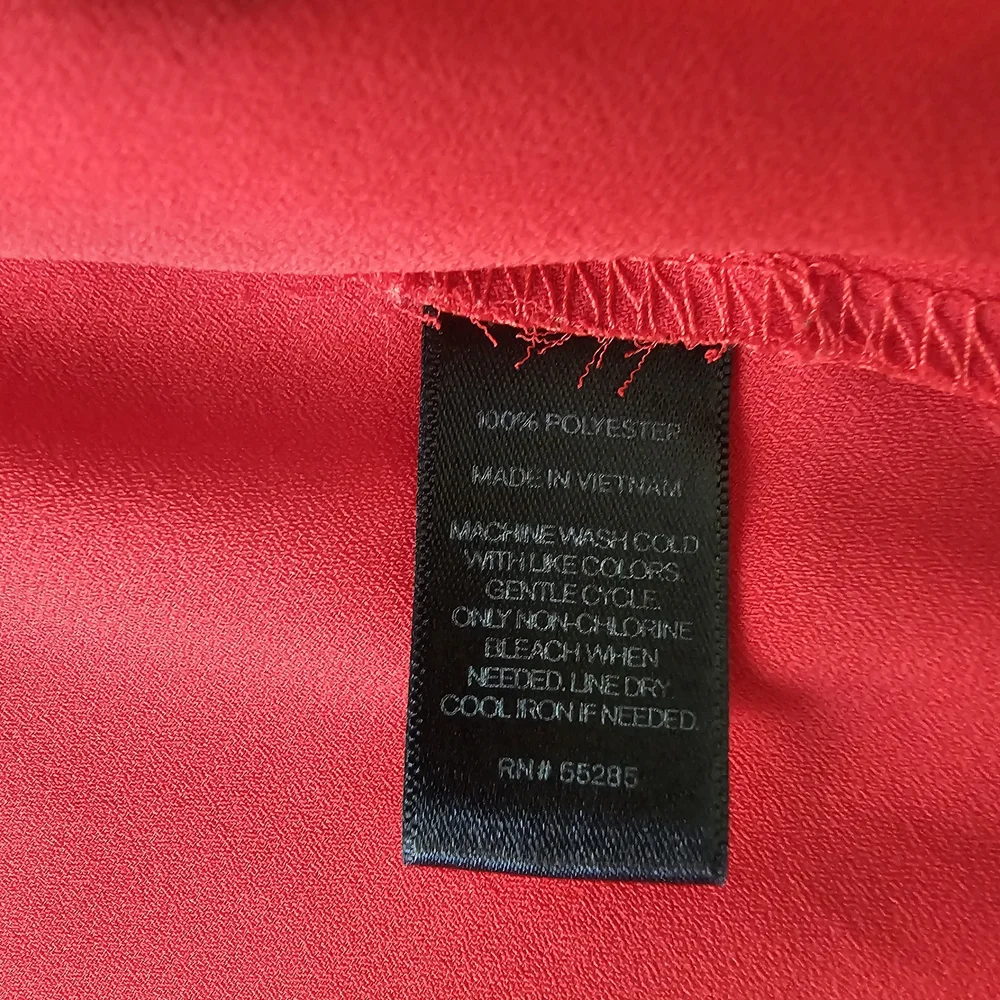 100% POLYESTER
MADE IN VIETNAM
MACHINE WASH COLD
WITH LIKE COLORS.
GENTLE CYCLE.
ONLY NON-CHLORINE
BLEACH WHEN
NEEDED. LINE DRY.
COOL IRON IF NEEDED.
RN# 55285